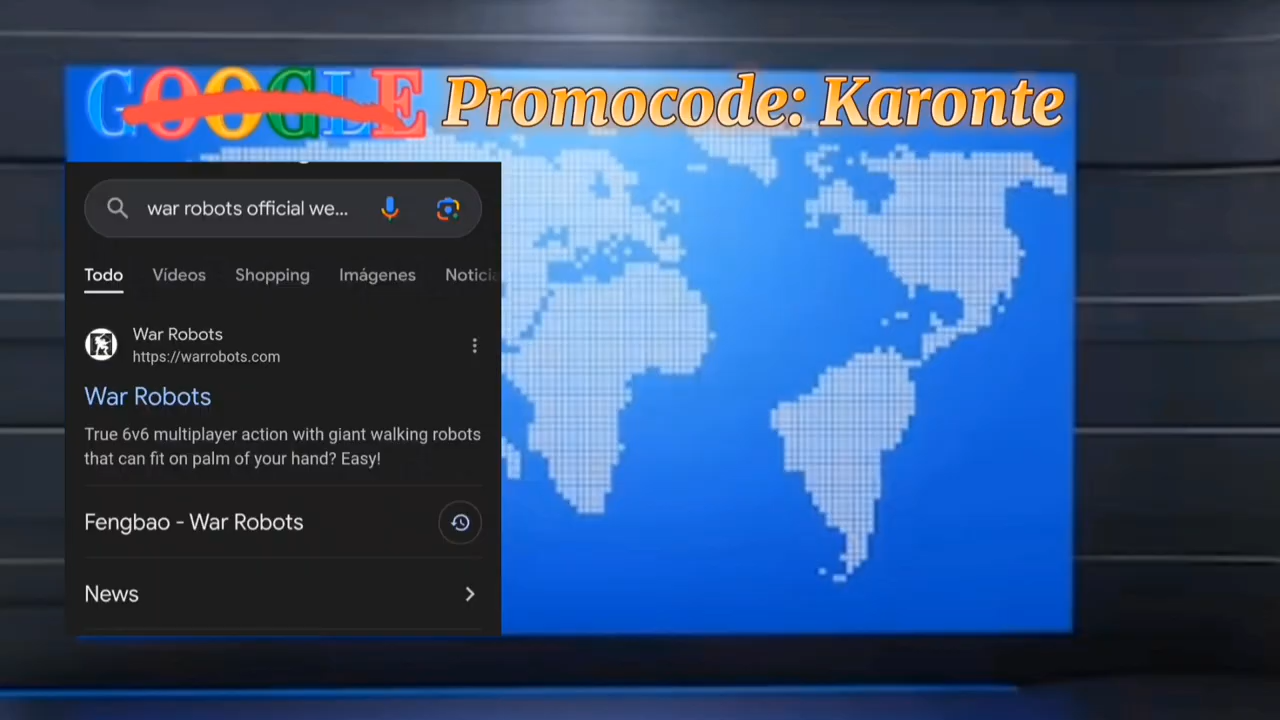 GOOGLE Promocode: Karonte
war robots official we...
Todo Vídeos Shopping Imágenes Notici
War Robots
https://warrobots.com
War Robots
True 6v6 multiplayer action with giant walking robots
that can fit on palm of your hand? Easy!
Fengbao - War Robots
News